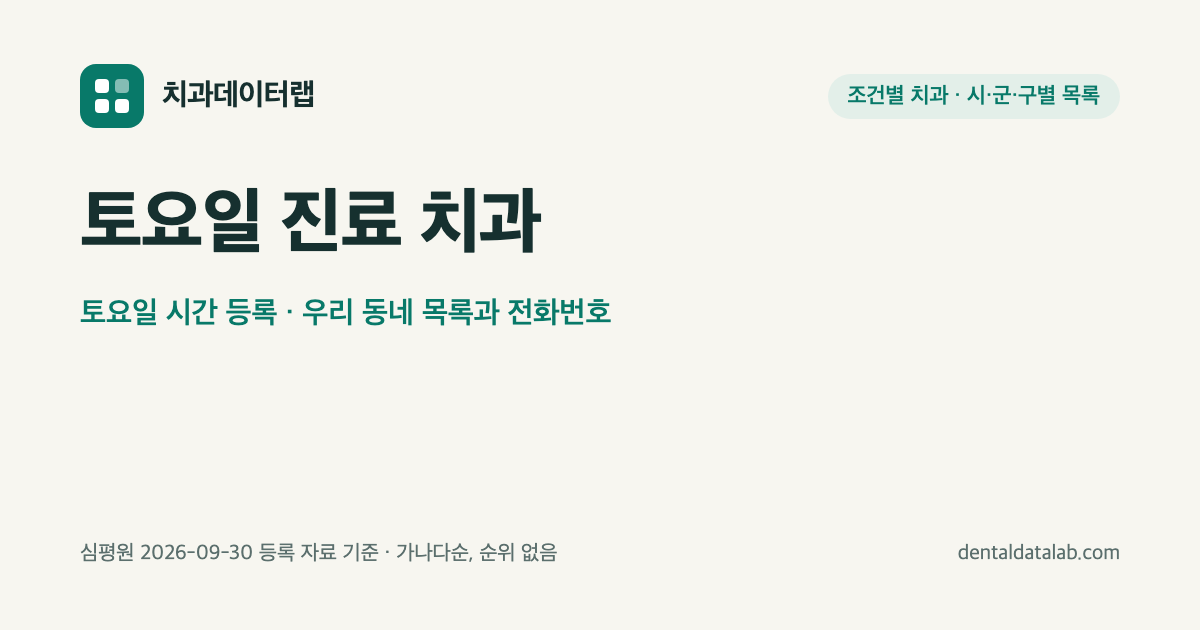 치과데이터랩
조건별 치과 · 시·군·구별 목록
토요일 진료 치과
토요일 시간 등록 · 우리 동네 목록과 전화번호
심평원 2026-09-30 등록 자료 기준 · 가나다순, 순위 없음
dentaldatalab.com